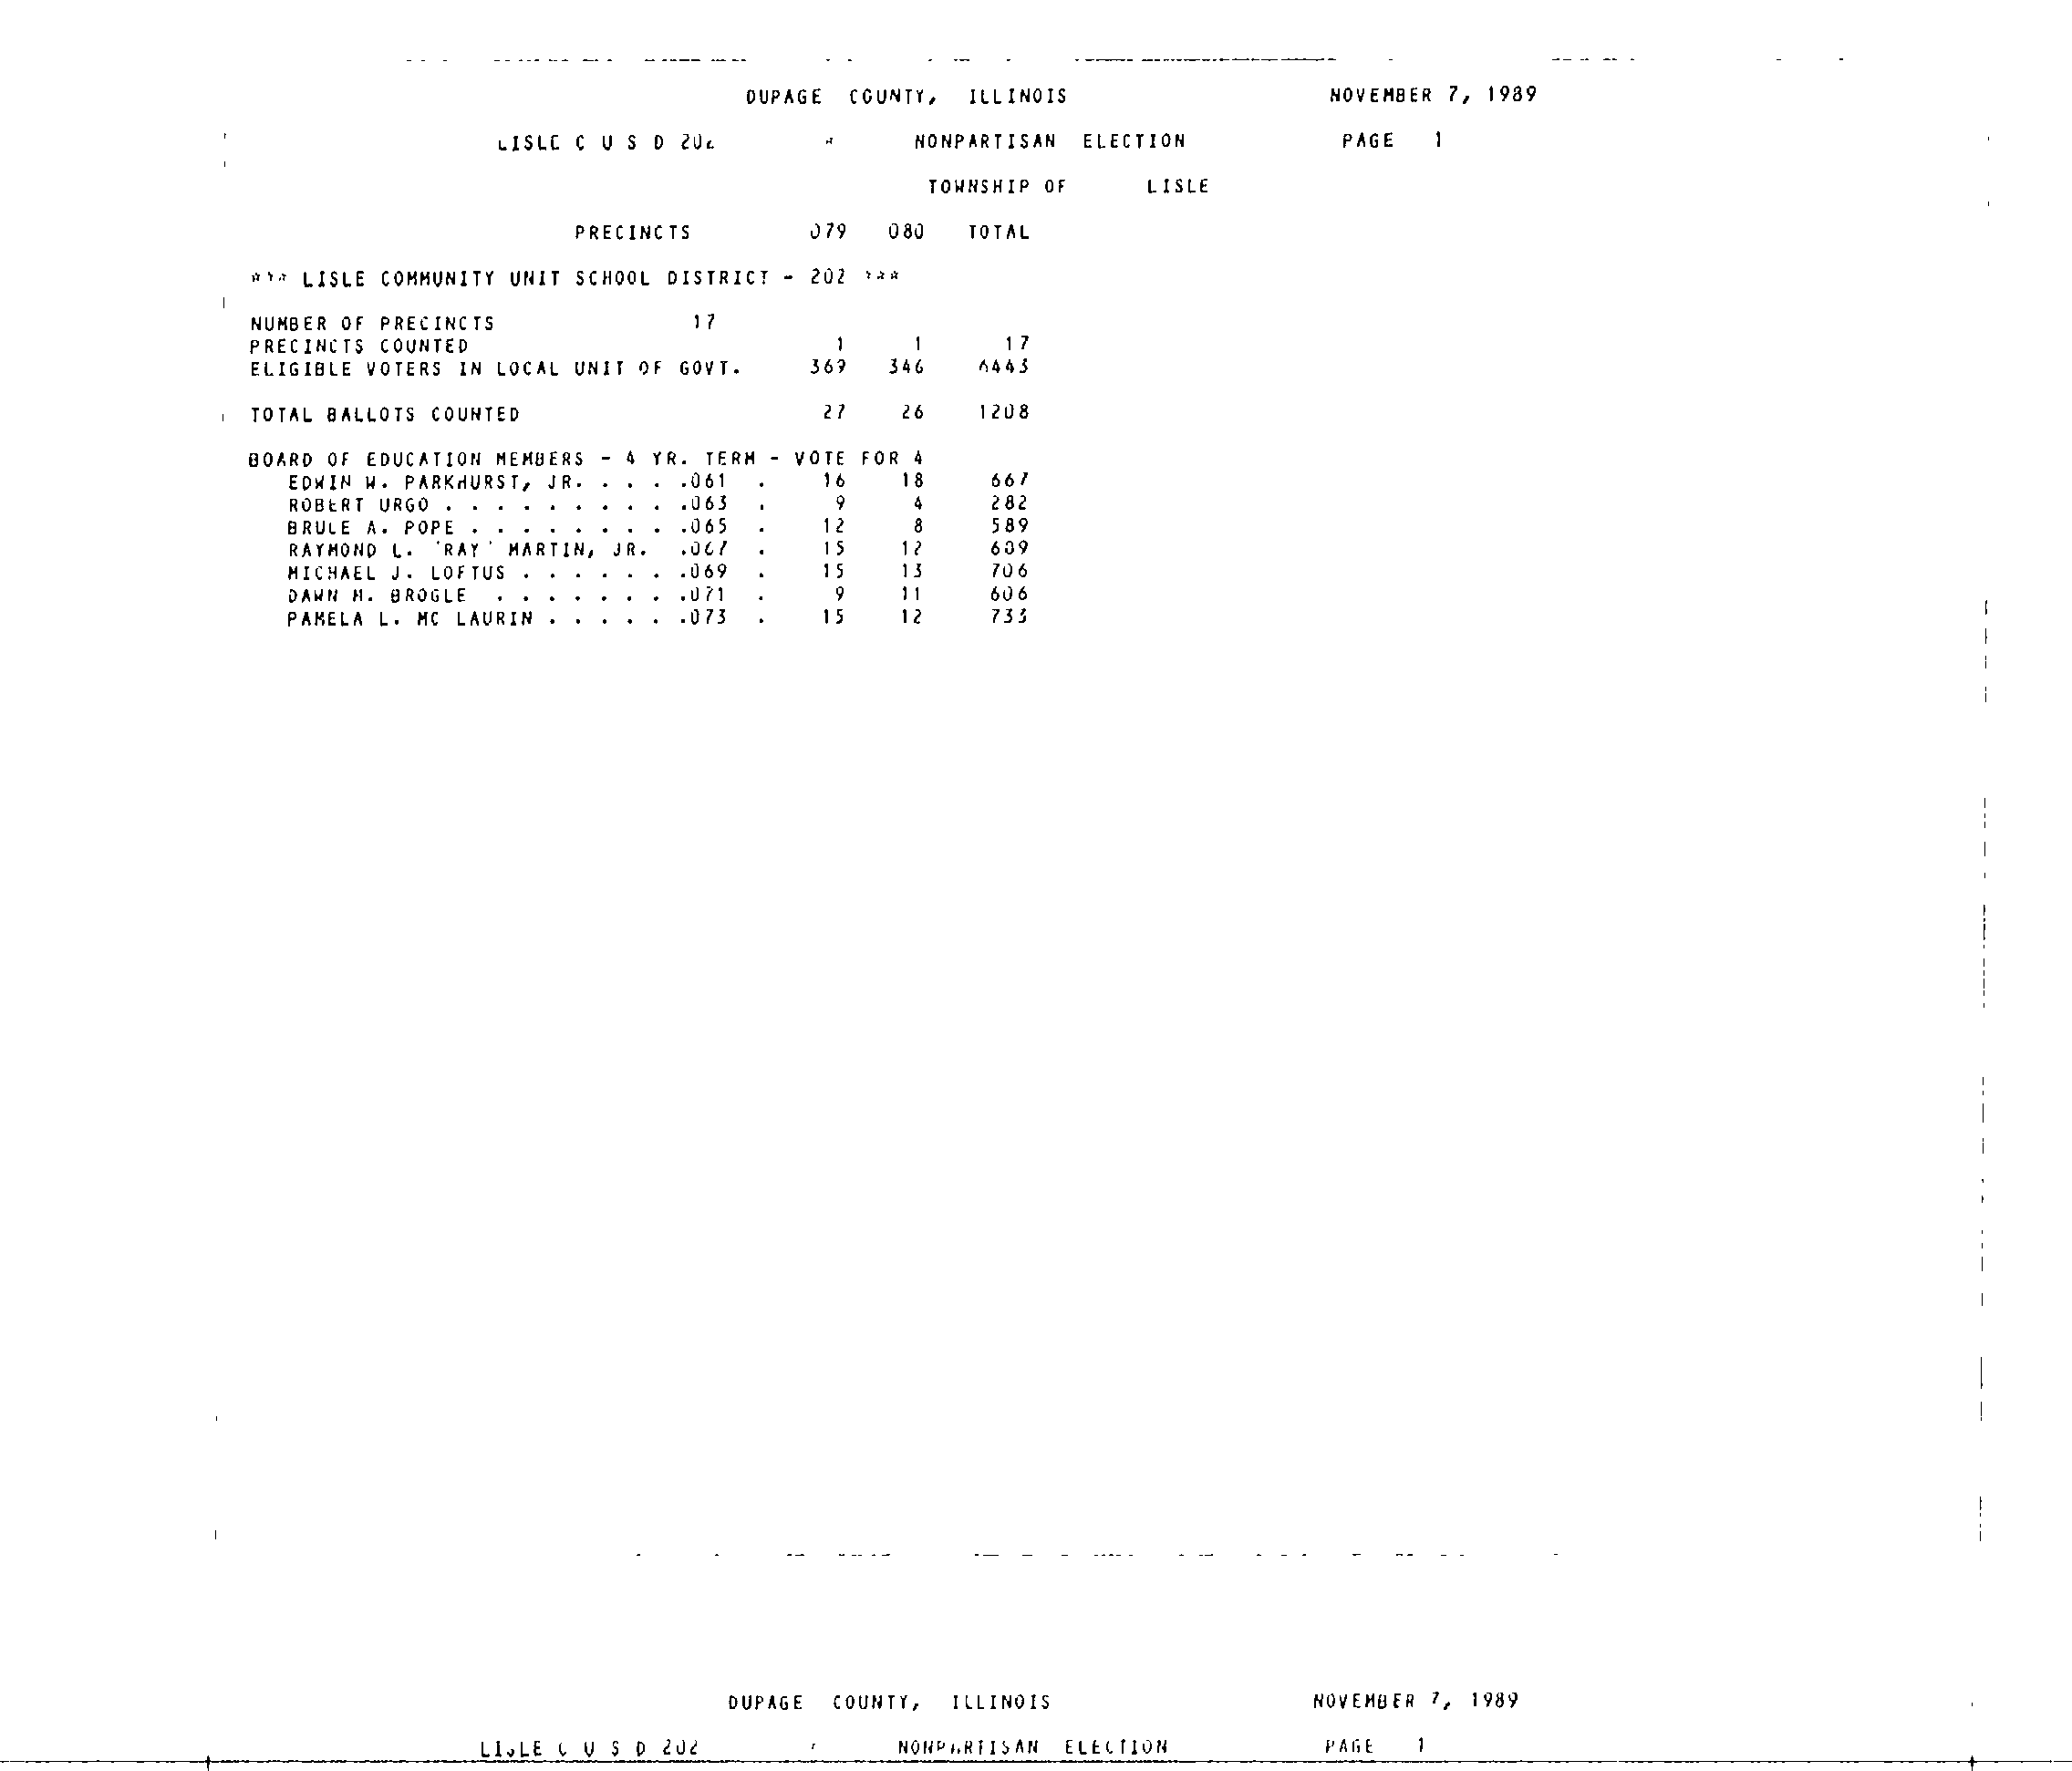 DUPAGE COUNTY, ILLINOIS NOVEMBER 7, 1989
LISLE C U S D 202 * NONPARTISAN ELECTION PAGE 1
TOWNSHIP OF LISLE
PRECINCTS 079 080 TOTAL
*** LISLE COMMUNITY UNIT SCHOOL DISTRICT - 202 ***
NUMBER OF PRECINCTS 17
PRECINCTS COUNTED 1 1 17
ELIGIBLE VOTERS IN LOCAL UNIT OF GOVT. 369 346 6443
TOTAL BALLOTS COUNTED 27 26 1208
BOARD OF EDUCATION MEMBERS - 4 YR. TERM - VOTE FOR 4
EDWIN W. PARKHURST, JR. . . . .061 . 16 18 667
ROBERT URGO . . . . . . . . . .063 . 9 4 282
BRULE A. POPE . . . . . . . . .065 . 12 8 589
RAYMOND L. 'RAY' MARTIN, JR. .067 . 15 12 609
MICHAEL J. LOFTUS . . . . . . .069 . 15 13 706
DAWN M. BROGLE . . . . . . . .071 . 9 11 606
PAMELA L. MC LAURIN . . . . . .073 . 15 12 733
DUPAGE COUNTY, ILLINOIS NOVEMBER 7, 1989
LISLE C U S D 202 * NONPARTISAN ELECTION PAGE 1